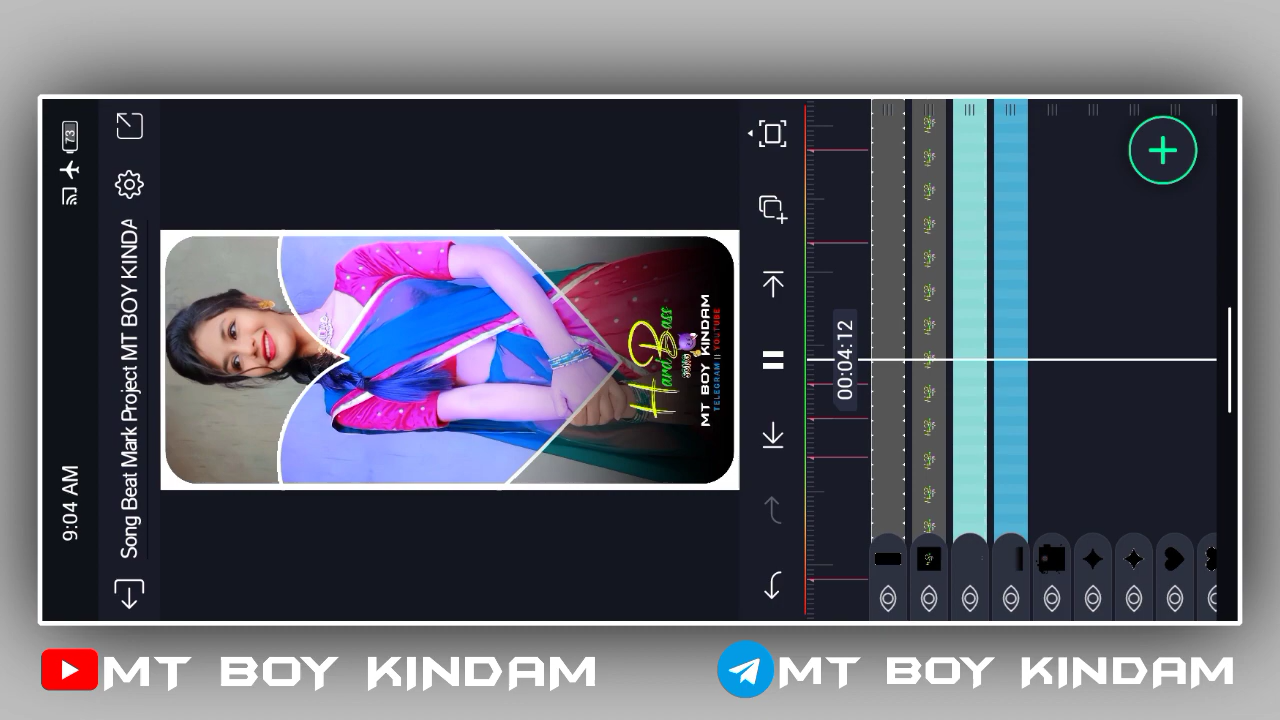 9:04 AM
73
Song Beat Mark Project MT BOY KINDA
Hard Bass
MT BOY KINDAM
TELEGRAM || YOUTUBE
00:04:12
MT BOY KINDAM
MT BOY KINDAM